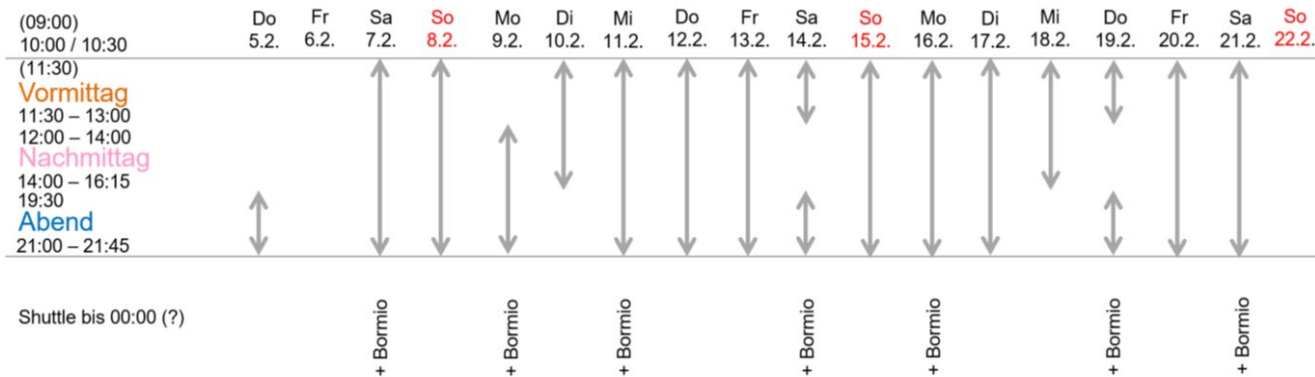 (09:00) Do Fr Sa So Mo Di Mi Do Fr Sa So Mo Di Mi Do Fr Sa So
10:00 / 10:30 5.2. 6.2. 7.2. 8.2. 9.2. 10.2. 11.2. 12.2. 13.2. 14.2. 15.2. 16.2. 17.2. 18.2. 19.2. 20.2. 21.2. 22.2.
(11:30)
Vormittag
11:30 – 13:00
12:00 – 14:00
Nachmittag
14:00 – 16:15
19:30
Abend
21:00 – 21:45
Shuttle bis 00:00 (?)
+ Bormio
+ Bormio
+ Bormio
+ Bormio
+ Bormio
+ Bormio
+ Bormio